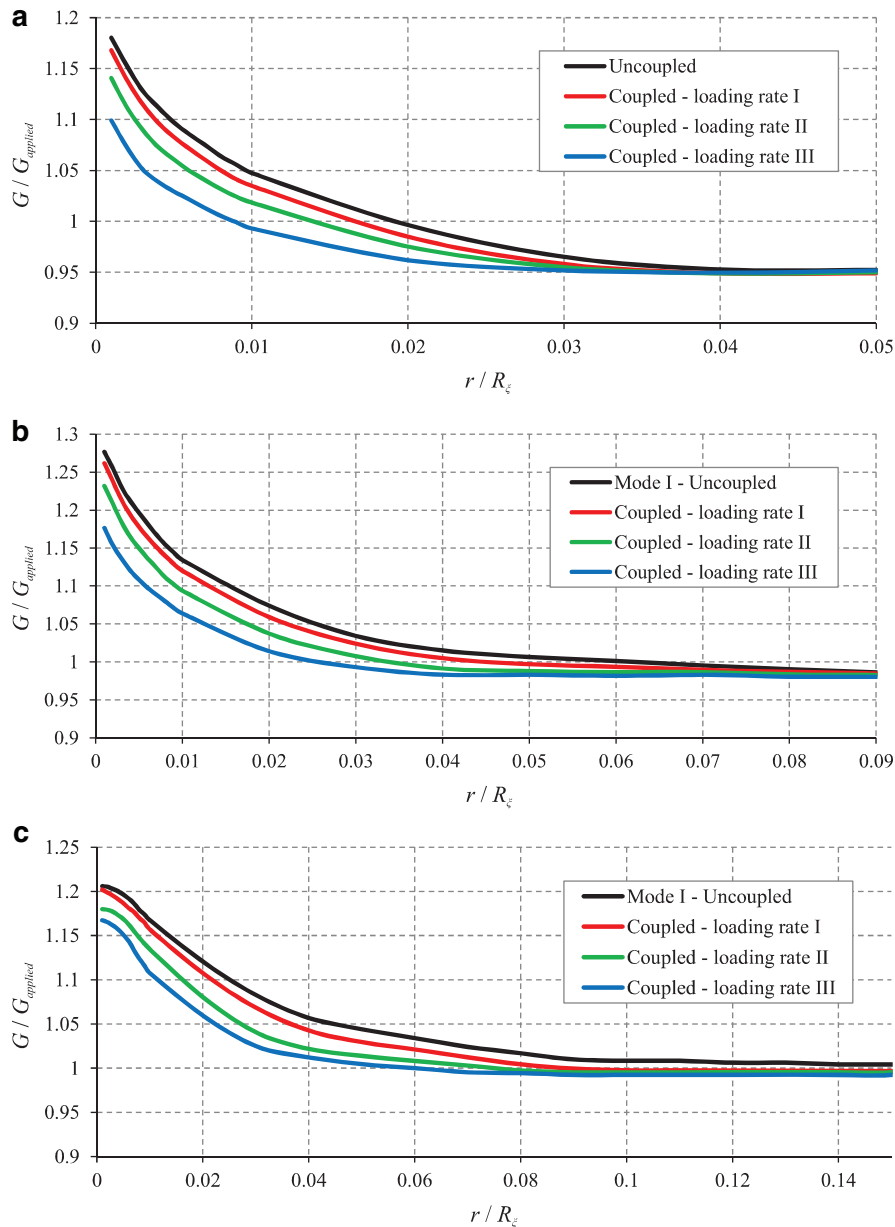 a
1.2
1.15
1.1
1.05
1
0.95
0.9
G / G_applied
0 0.01 0.02 0.03 0.04 0.05
r / R_ξ
Uncoupled
Coupled - loading rate I
Coupled - loading rate II
Coupled - loading rate III
b
1.3
1.25
1.2
1.15
1.1
1.05
1
0.95
0.9
G / G_applied
0 0.01 0.02 0.03 0.04 0.05 0.06 0.07 0.08 0.09
r / R_ξ
Mode I - Uncoupled
Coupled - loading rate I
Coupled - loading rate II
Coupled - loading rate III
c
1.25
1.2
1.15
1.1
1.05
1
0.95
0.9
G / G_applied
0 0.02 0.04 0.06 0.08 0.1 0.12 0.14
r / R_ξ
Mode I - Uncoupled
Coupled - loading rate I
Coupled - loading rate II
Coupled - loading rate III